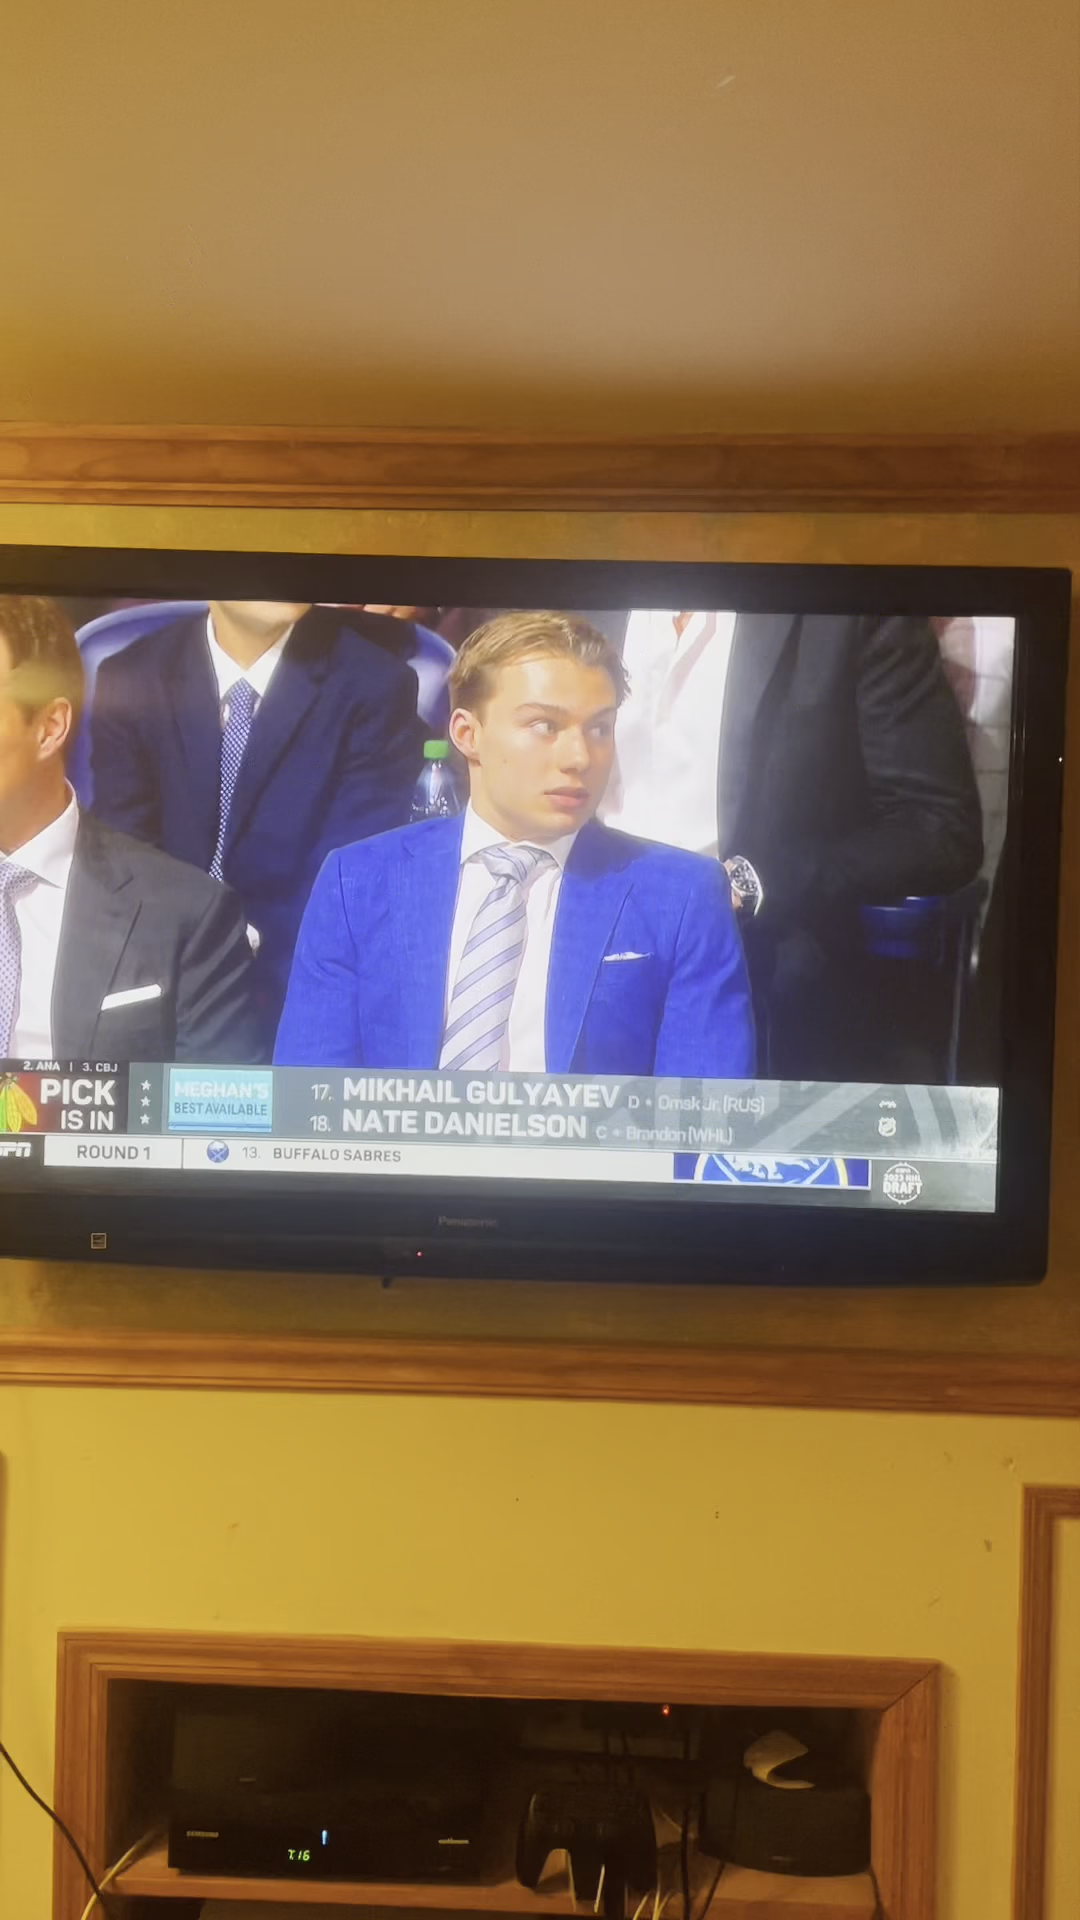 2. ANA | 3. CBJ
PICK
IS IN
MEGHAN'S
BEST AVAILABLE
17. MIKHAIL GULYAYEV D • Omsk Jr. (RUS)
18. NATE DANIELSON C • Brandon (WHL)
ROUND 1
13. BUFFALO SABRES
2023 NHL
DRAFT
Panasonic
SAMSUNG
7:16